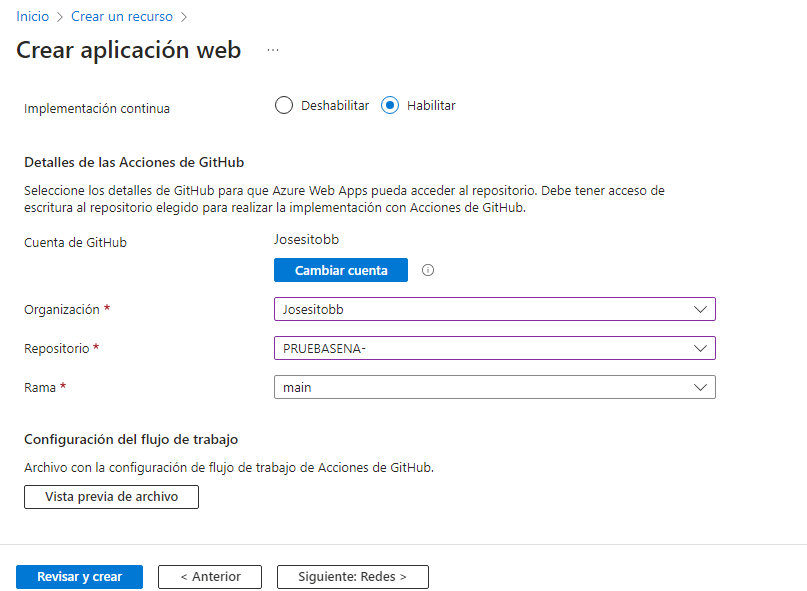 Inicio > Crear un recurso >
Crear aplicación web ...
Implementación continua Deshabilitar Habilitar
Detalles de las Acciones de GitHub
Seleccione los detalles de GitHub para que Azure Web Apps pueda acceder al repositorio. Debe tener acceso de
escritura al repositorio elegido para realizar la implementación con Acciones de GitHub.
Cuenta de GitHub Josesitobb
Cambiar cuenta
Organización * Josesitobb
Repositorio * PRUEBASENA-
Rama * main
Configuración del flujo de trabajo
Archivo con la configuración de flujo de trabajo de Acciones de GitHub.
Vista previa de archivo
Revisar y crear < Anterior Siguiente: Redes >